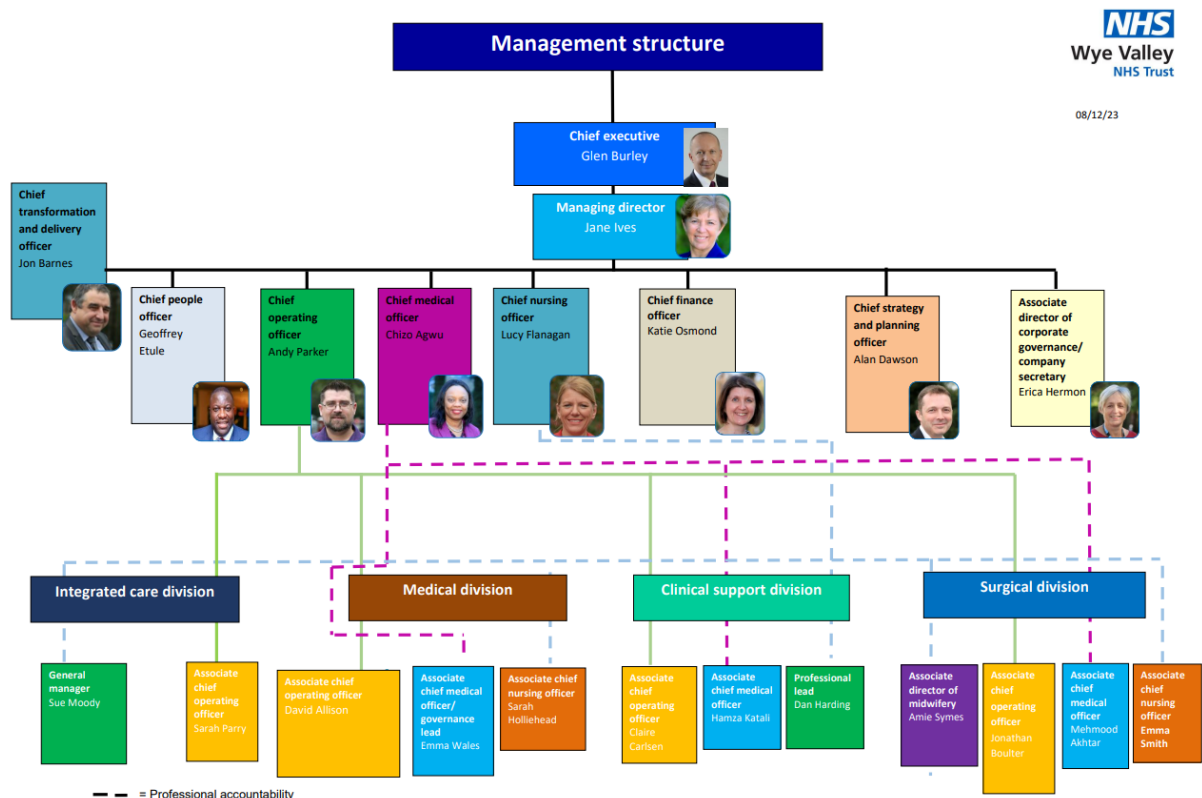 Management structure
NHS
Wye Valley
NHS Trust
08/12/23
Chief executive
Glen Burley
Managing director
Jane Ives
Chief
transformation
and delivery
officer
Jon Barnes
Chief people
officer
Geoffrey
Etule
Chief
operating
officer
Andy Parker
Chief medical
officer
Chizo Agwu
Chief nursing
officer
Lucy Flanagan
Chief finance
officer
Katie Osmond
Chief strategy
and planning
officer
Alan Dawson
Associate
director of
corporate
governance/
company
secretary
Erica Hermon
Integrated care division
Medical division
Clinical support division
Surgical division
General
manager
Sue Moody
Associate
chief
operating
officer
Sarah Parry
Associate chief
operating officer
David Allison
Associate
chief medical
officer/
governance
lead
Emma Wales
Associate chief
nursing officer
Sarah
Holliehead
Associate
chief
operating
officer
Claire
Carlsen
Associate
chief medical
officer
Hamza Katali
Professional
lead
Dan Harding
Associate
director of
midwifery
Amie Symes
Associate
chief
operating
officer
Jonathan
Boulter
Associate
chief
medical
officer
Mehmood
Akhtar
Associate
chief
nursing
officer
Emma
Smith
= Professional accountability